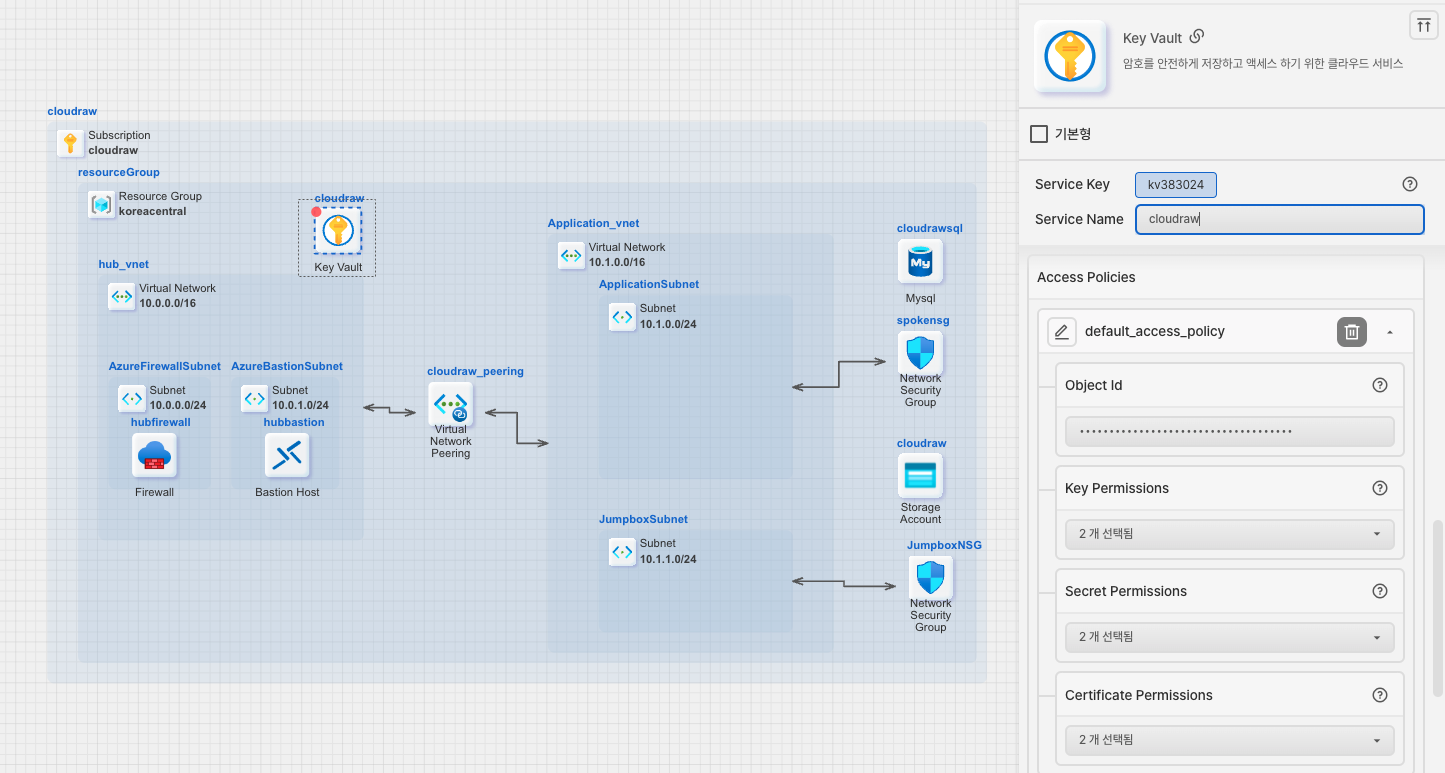 cloudraw
Subscription
cloudraw
resourceGroup
Resource Group
koreacentral
cloudraw
Key Vault
hub_vnet
Virtual Network
10.0.0.0/16
AzureFirewallSubnet
Subnet
10.0.0.0/24
hubfirewall
Firewall
AzureBastionSubnet
Subnet
10.0.1.0/24
hubbastion
Bastion Host
cloudraw_peering
Virtual
Network
Peering
Application_vnet
Virtual Network
10.1.0.0/16
ApplicationSubnet
Subnet
10.1.0.0/24
JumpboxSubnet
Subnet
10.1.1.0/24
cloudrawsql
My
Mysql
spokensg
Network
Security
Group
cloudraw
Storage
Account
JumpboxNSG
Network
Security
Group
Key Vault
암호를 안전하게 저장하고 액세스 하기 위한 클라우드 서비스
기본형
Service Key
kv383024
Service Name
cloudraw
Access Policies
default_access_policy
Object Id
••••••••••••••••••••••••••••••••••••
Key Permissions
2 개 선택됨
Secret Permissions
2 개 선택됨
Certificate Permissions
2 개 선택됨